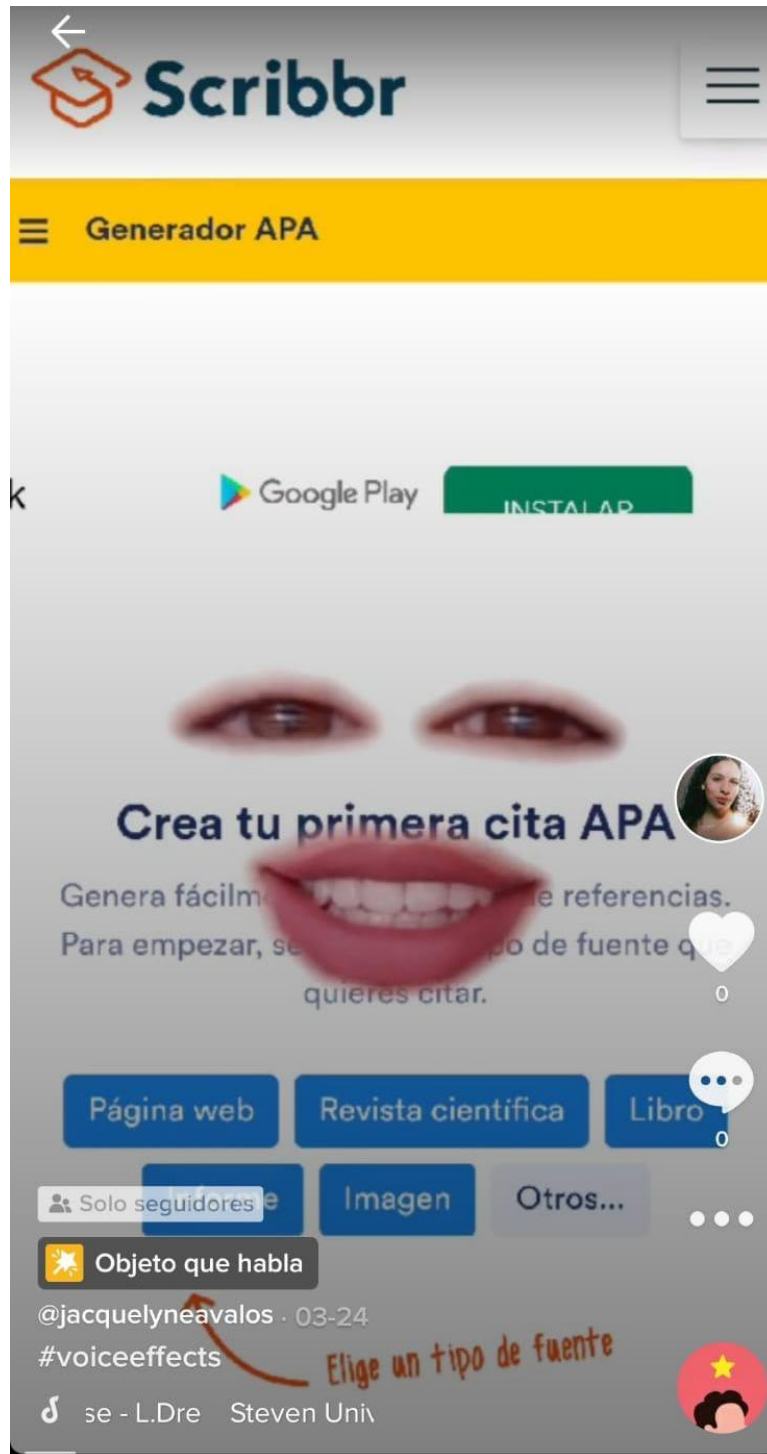 Scribbr
Generador APA
k
Google Play
INSTALAR
Crea tu primera cita APA
Genera fácilm e referencias.
Para empezar, se po de fuente q
quieres citar.
Página web Revista científica Libro
0
0
Informe Imagen Otros...
Solo seguidores
Objeto que habla
@jacquelyneavalos · 03-24
#voiceeffects
Elige un tipo de fuente
se - L.Dre Steven Univ